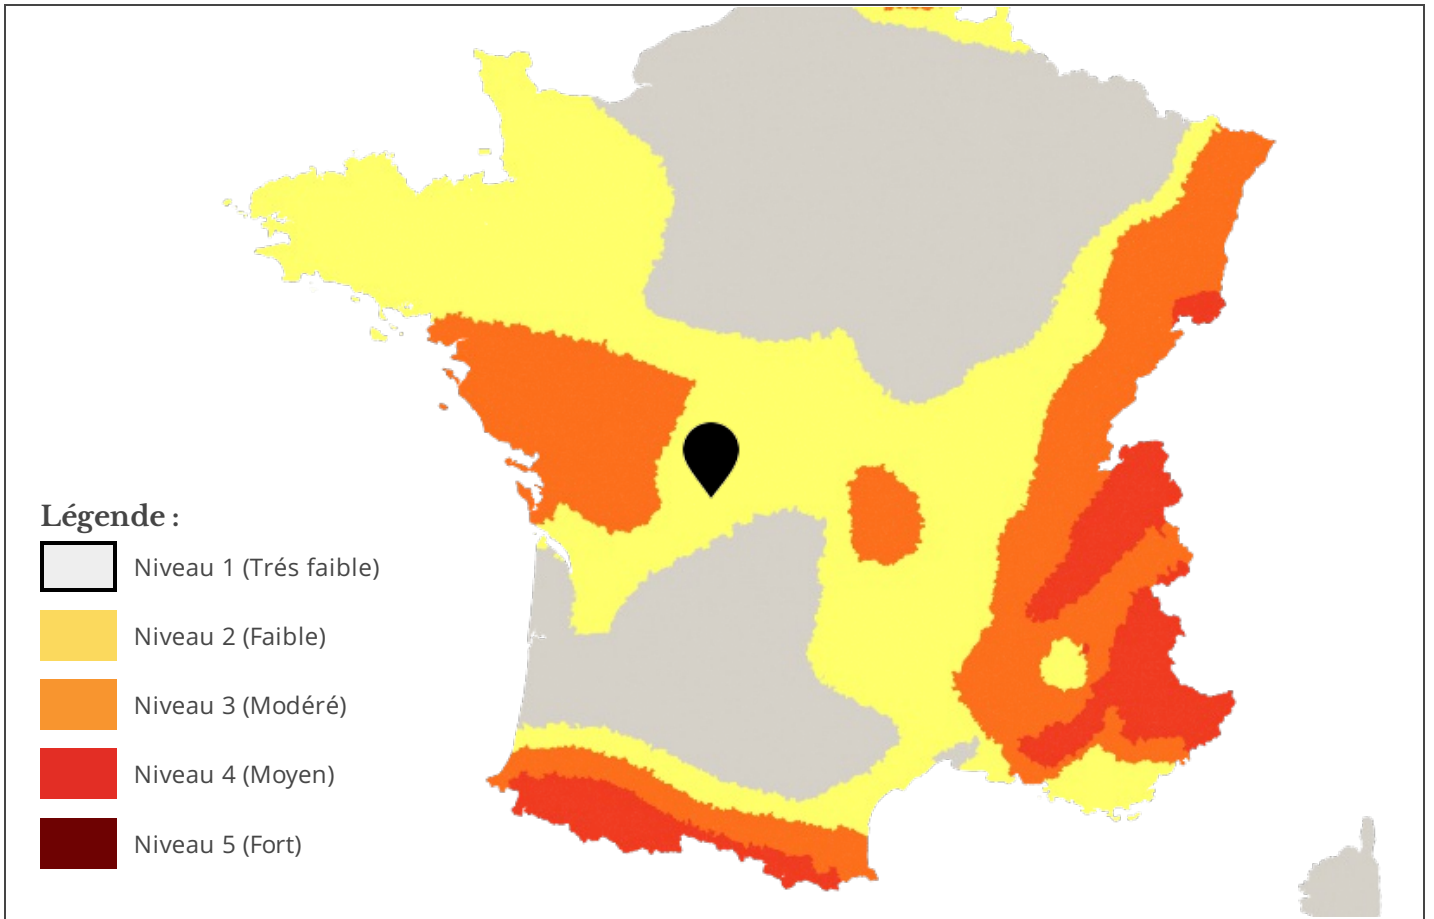 Légende :
Niveau 1 (Trés faible)
Niveau 2 (Faible)
Niveau 3 (Modéré)
Niveau 4 (Moyen)
Niveau 5 (Fort)